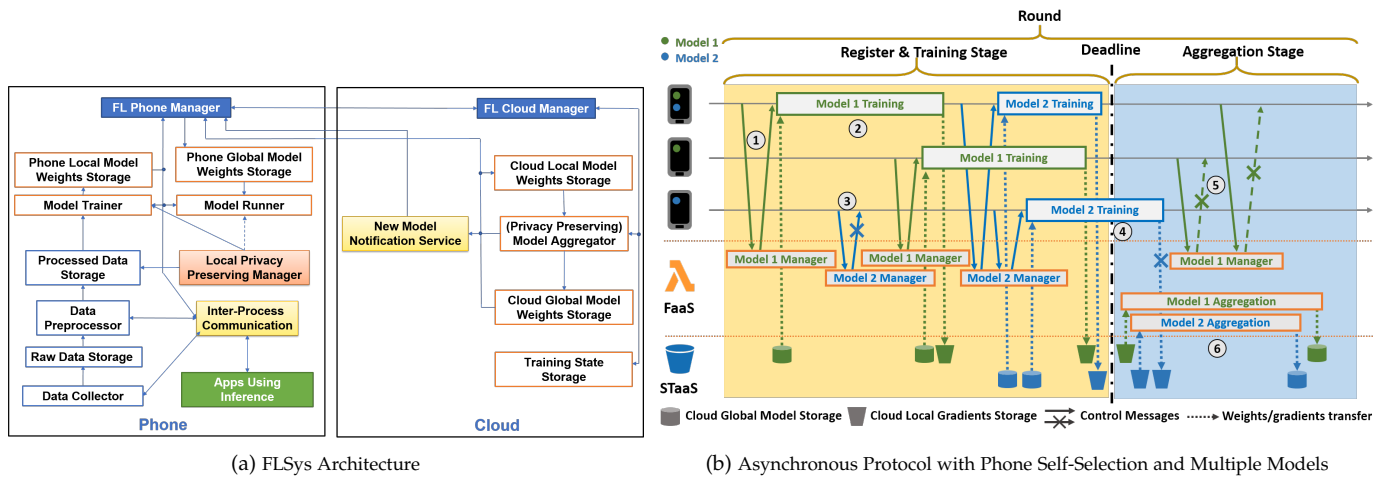 FL Phone Manager
FL Cloud Manager
Phone Local Model
Weights Storage
Phone Global Model
Weights Storage
Cloud Local Model
Weights Storage
Model Trainer
Model Runner
New Model
Notification Service
(Privacy Preserving)
Model Aggregator
Processed Data
Storage
Local Privacy
Preserving Manager
Data
Preprocessor
Inter-Process
Communication
Cloud Global Model
Weights Storage
Raw Data Storage
Training State
Storage
Data Collector
Apps Using
Inference
Phone
Cloud
(a) FLSys Architecture
Round
Model 1
Model 2
Register & Training Stage
Deadline
Aggregation Stage
Model 1 Training
Model 2 Training
1
2
Model 1 Training
3
5
Model 2 Training
4
Model 1 Manager
Model 1 Manager
Model 1 Manager
Model 2 Manager
Model 2 Manager
FaaS
Model 1 Aggregation
Model 2 Aggregation
6
STaaS
Cloud Global Model Storage
Cloud Local Gradients Storage
Control Messages
Weights/gradients transfer
(b) Asynchronous Protocol with Phone Self-Selection and Multiple Models